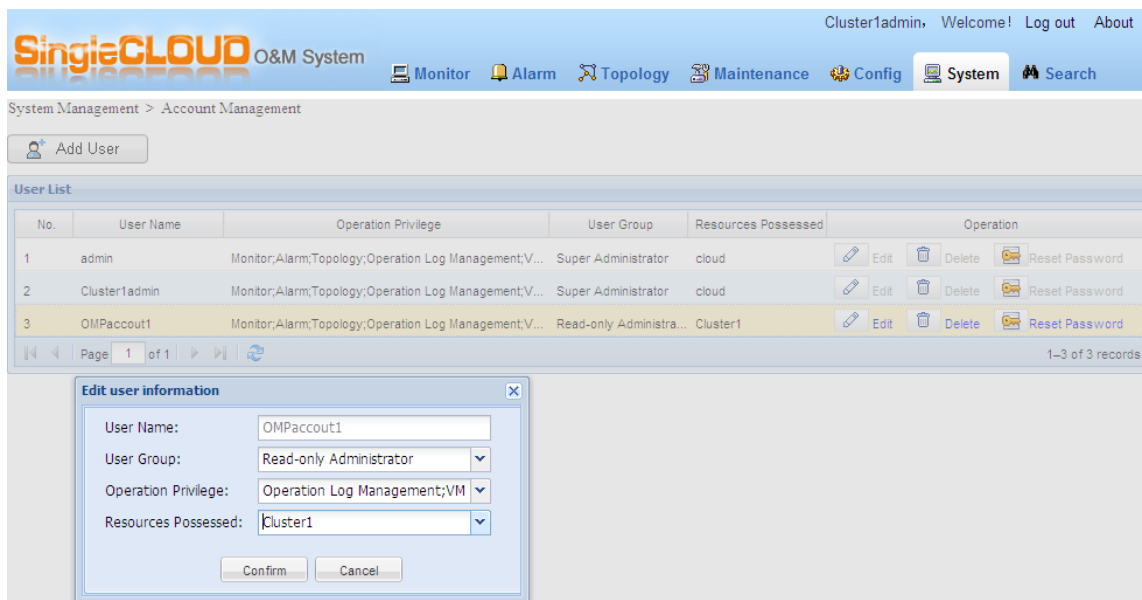 Cluster1admin, Welcome! Log out About
SingleCLOUD O&M System
Monitor Alarm Topology Maintenance Config System Search
System Management > Account Management
Add User
User List
No. User Name Operation Privilege User Group Resources Possessed Operation
1 admin Monitor;Alarm;Topology;Operation Log Management;V... Super Administrator cloud Edit Delete Reset Password
2 Cluster1admin Monitor;Alarm;Topology;Operation Log Management;V... Super Administrator cloud Edit Delete Reset Password
3 OMPaccout1 Monitor;Alarm;Topology;Operation Log Management;V... Read-only Administra... Cluster1 Edit Delete Reset Password
Page 1 of 1 1–3 of 3 records
Edit user information
User Name: OMPaccout1
User Group: Read-only Administrator
Operation Privilege: Operation Log Management;VM
Resources Possessed: Cluster1
Confirm Cancel